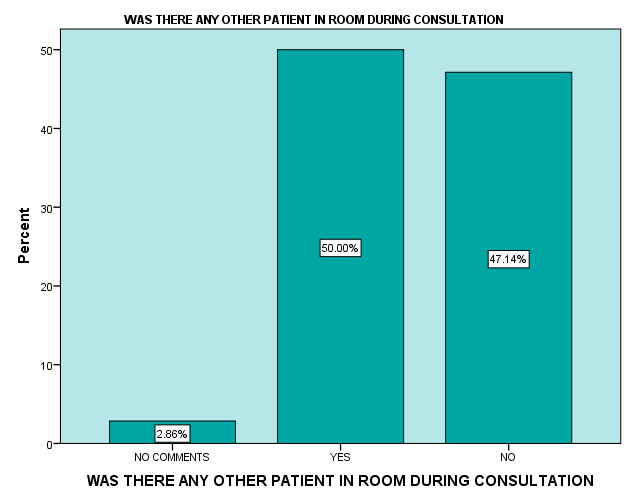 WAS THERE ANY OTHER PATIENT IN ROOM DURING CONSULTATION
Percent
50
40
30
20
10
0
2.86%
50.00%
47.14%
NO COMMENTS
YES
NO
WAS THERE ANY OTHER PATIENT IN ROOM DURING CONSULTATION